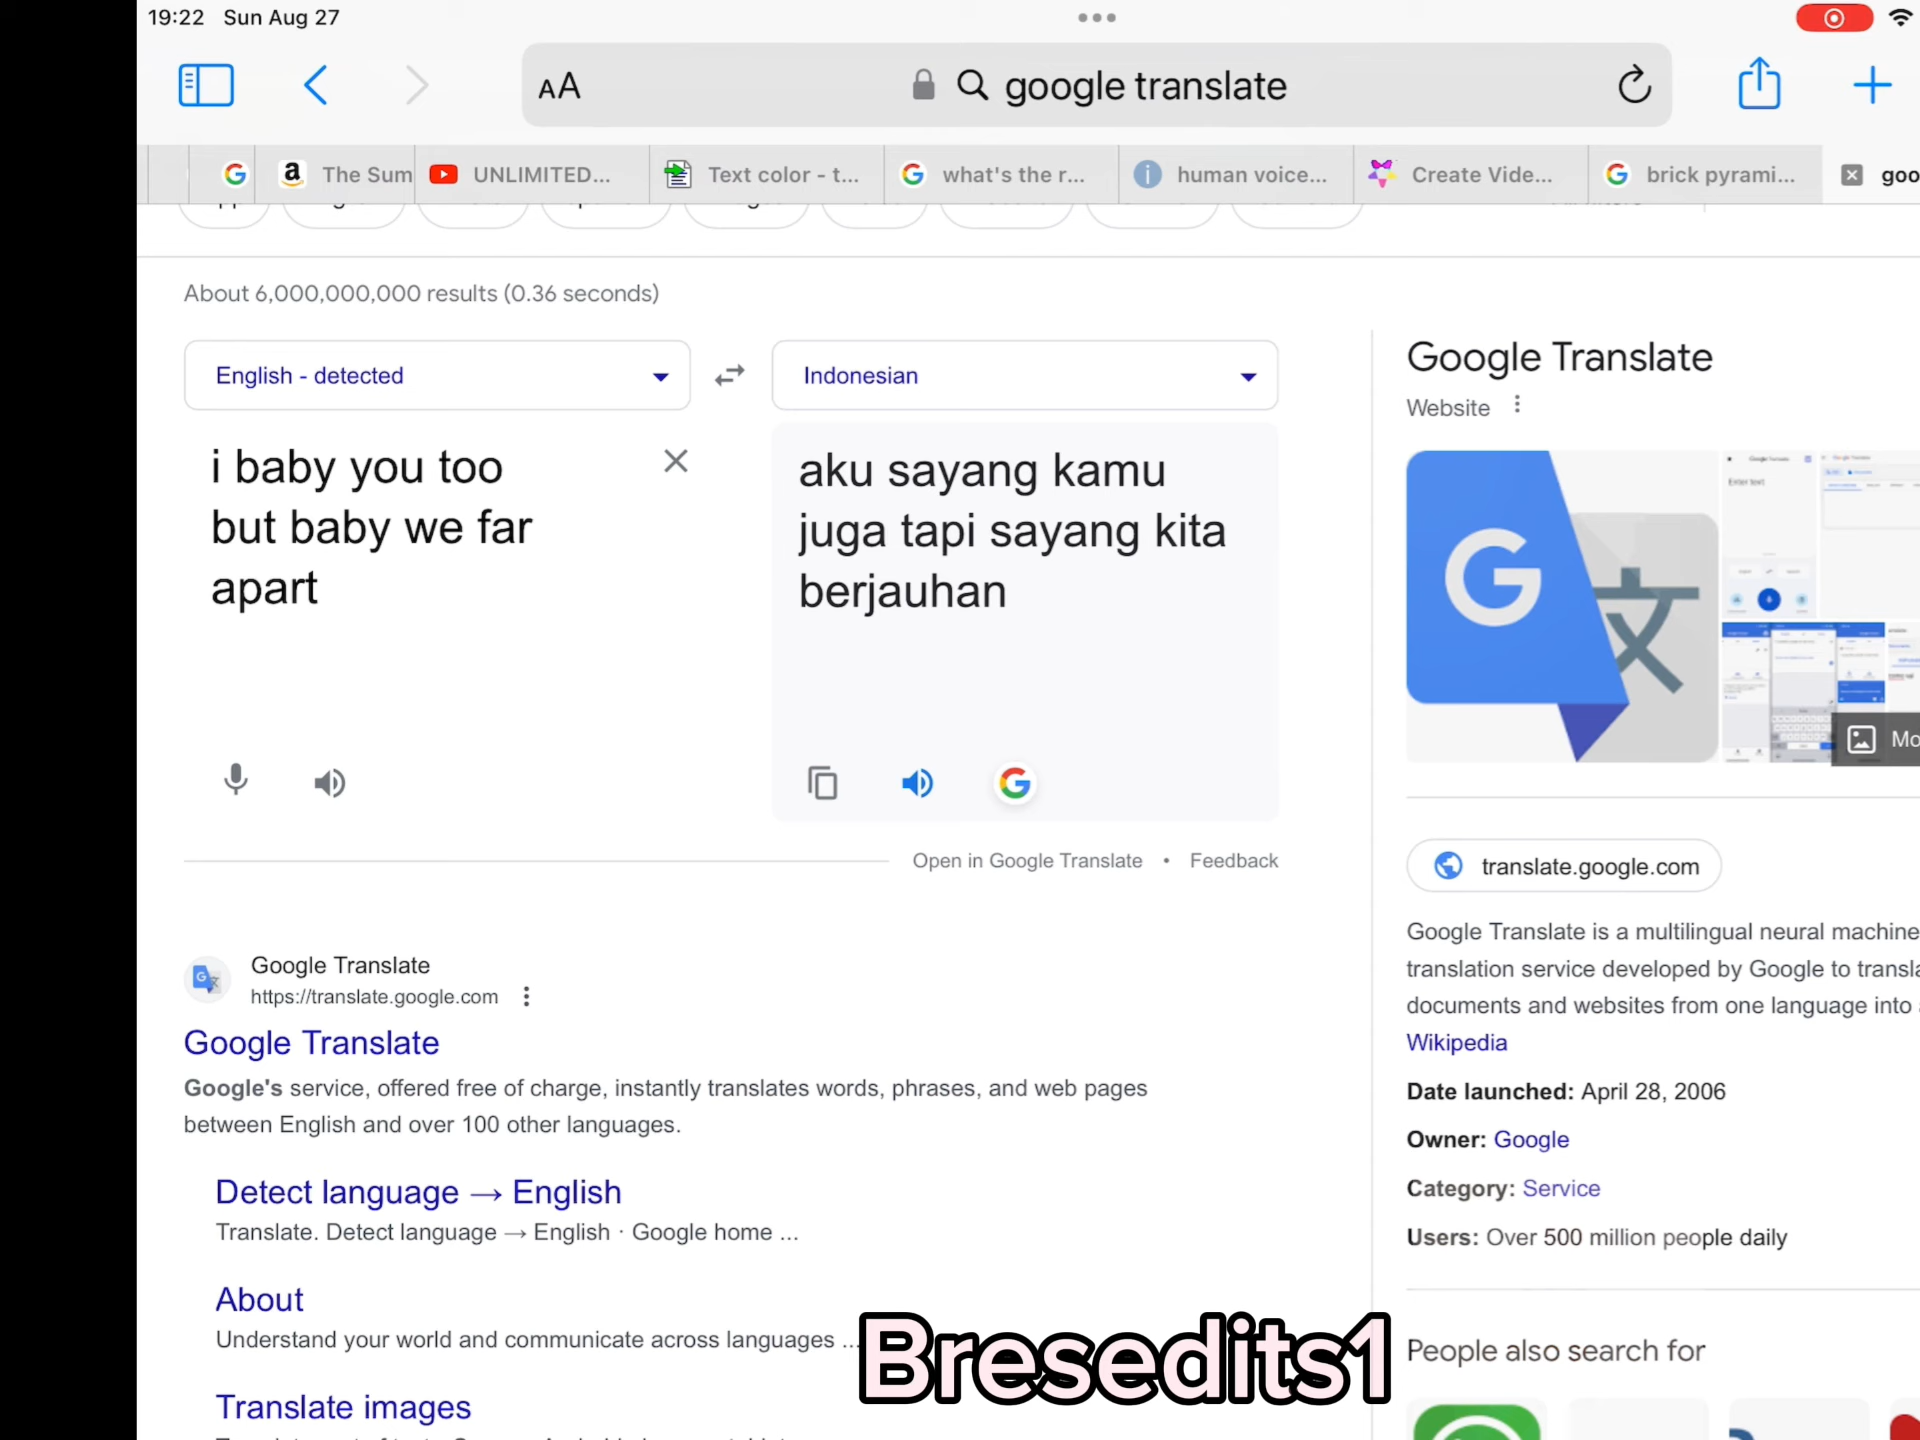 19:22 Sun Aug 27
AA google translate
The Sum
UNLIMITED...
Text color - t...
what's the r...
human voice...
Create Vide...
brick pyrami...
goo
About 6,000,000,000 results (0.36 seconds)
English - detected
Indonesian
i baby you too
but baby we far
apart
aku sayang kamu
juga tapi sayang kita
berjauhan
Open in Google Translate • Feedback
Google Translate
https://translate.google.com
Google Translate
Google's service, offered free of charge, instantly translates words, phrases, and web pages
between English and over 100 other languages.
Detect language → English
Translate. Detect language → English · Google home ...
About
Understand your world and communicate across languages ...
Translate images
Bresedits1
Google Translate
Website
文
Mo
translate.google.com
Google Translate is a multilingual neural machine
translation service developed by Google to transla
documents and websites from one language into
Wikipedia
Date launched: April 28, 2006
Owner: Google
Category: Service
Users: Over 500 million people daily
People also search for